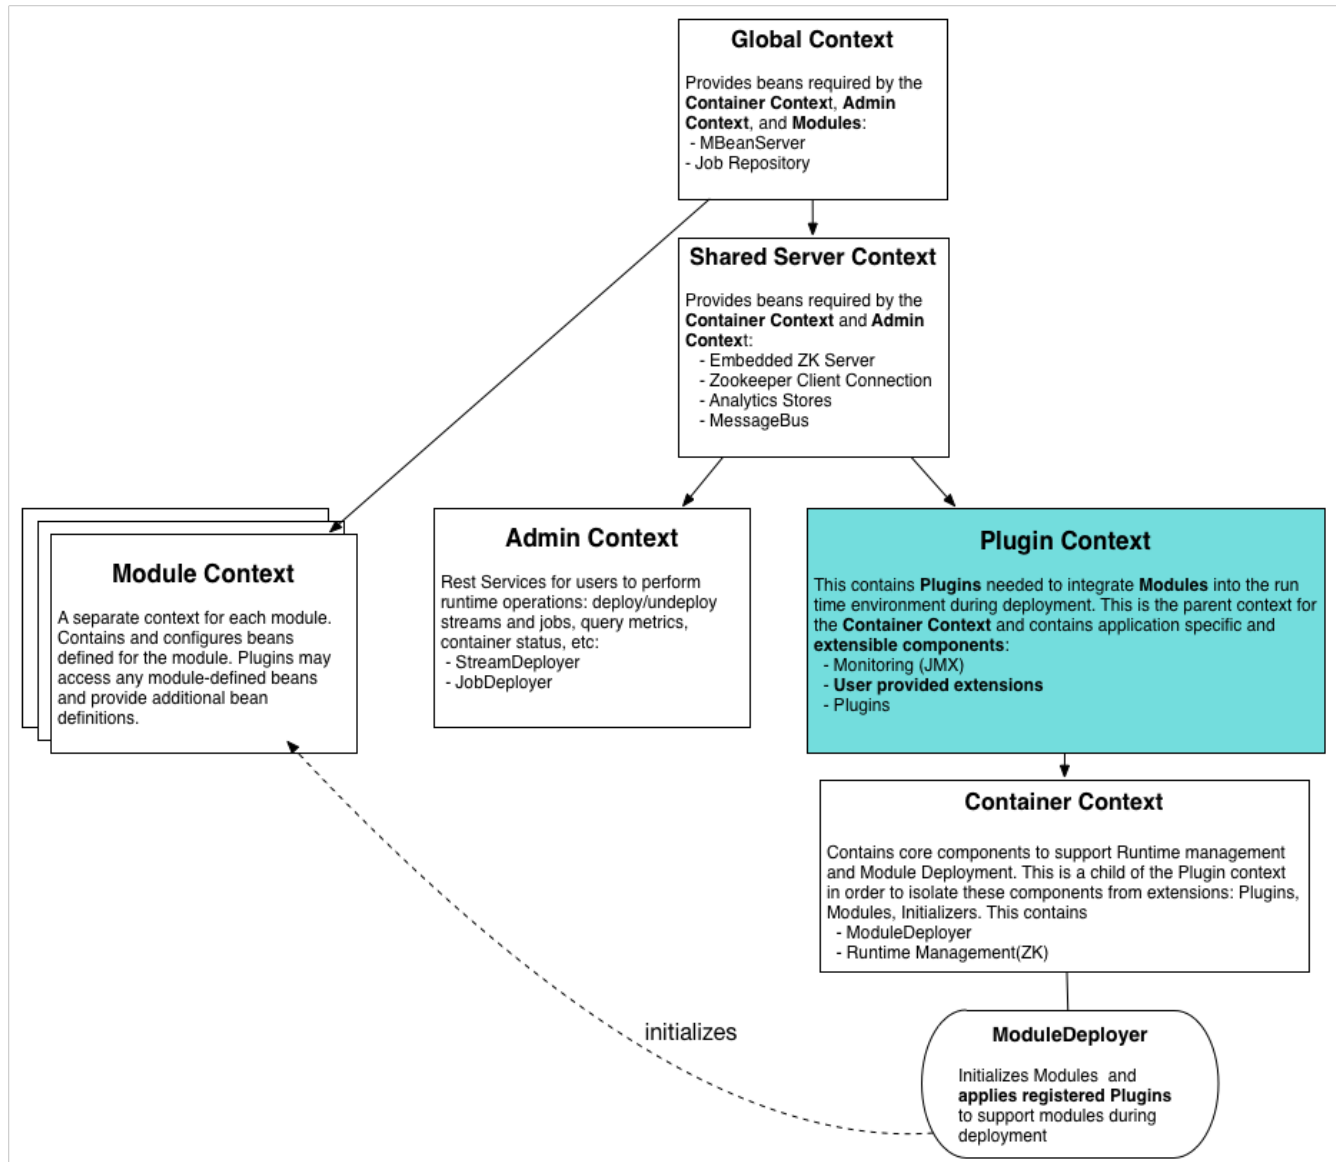 Global Context
Provides beans required by the
Container Context, Admin
Context, and Modules:
- MBeanServer
- Job Repository
Shared Server Context
Provides beans required by the
Container Context and Admin
Context:
- Embedded ZK Server
- Zookeeper Client Connection
- Analytics Stores
- MessageBus
Module Context
A separate context for each module.
Contains and configures beans
defined for the module. Plugins may
access any module-defined beans
and provide additional bean
definitions.
Admin Context
Rest Services for users to perform
runtime operations: deploy/undeploy
streams and jobs, query metrics,
container status, etc:
- StreamDeployer
- JobDeployer
Plugin Context
This contains Plugins needed to integrate Modules into the run
time environment during deployment. This is the parent context for
the Container Context and contains application specific and
extensible components:
- Monitoring (JMX)
- User provided extensions
- Plugins
Container Context
Contains core components to support Runtime management
and Module Deployment. This is a child of the Plugin context
in order to isolate these components from extensions: Plugins,
Modules, Initializers. This contains
- ModuleDeployer
- Runtime Management(ZK)
initializes
ModuleDeployer
Initializes Modules and
applies registered Plugins
to support modules during
deployment